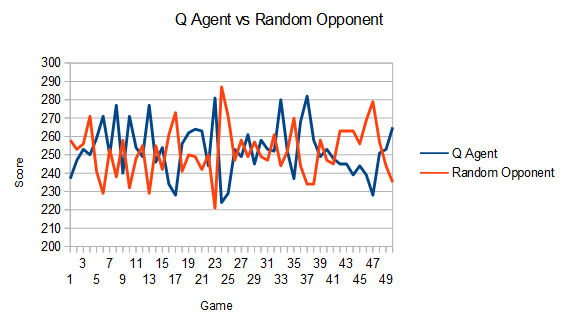 Q Agent vs Random Opponent
300
290
280
270
260
250
240
230
220
210
200
Score
3 7 11 15 19 23 27 31 35 39 43 47
1 5 9 13 17 21 25 29 33 37 41 45 49
Game
Q Agent
Random Opponent